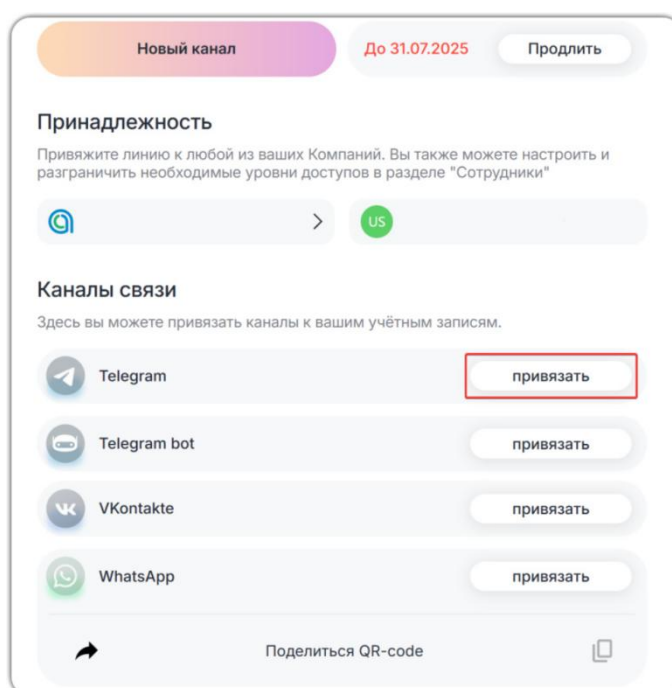 Новый канал
До 31.07.2025
Продлить
Принадлежность
Привяжите линию к любой из ваших Компаний. Вы также можете настроить и
разграничить необходимые уровни доступов в разделе "Сотрудники"
US
Каналы связи
Здесь вы можете привязать каналы к вашим учётным записям.
Telegram
привязать
Telegram bot
привязать
VKontakte
привязать
WhatsApp
привязать
Поделиться QR-code